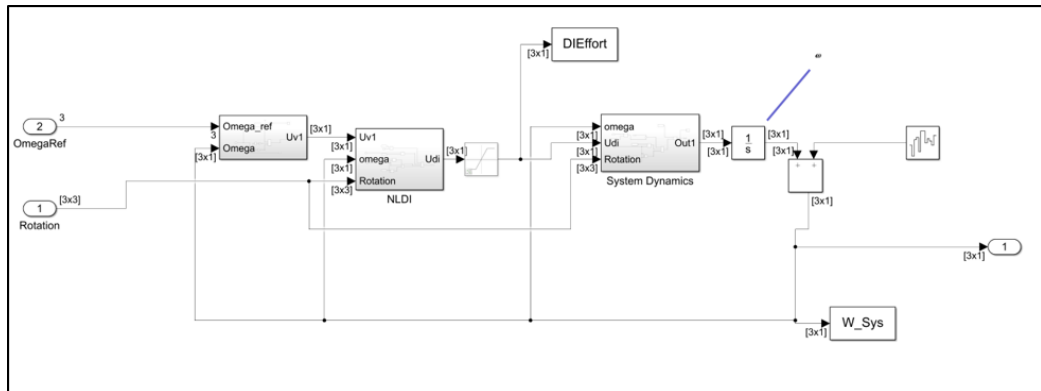 DIEffort
[3x1]
ω
3
2
OmegaRef
Omega_ref
3
Omega
[3x1]
Uv1
[3x1]
Uv1
[3x1]
omega
[3x1]
Rotation
[3x3]
Udi
[3x1]
NLDI
omega
[3x1]
Udi
[3x1]
Rotation
[3x3]
Out1
[3x1]
System Dynamics
[3x1]
1
s
[3x1]
[3x1]
+ +
[3x1]
[3x3]
1
Rotation
[3x1]
1
W_Sys
[3x1]